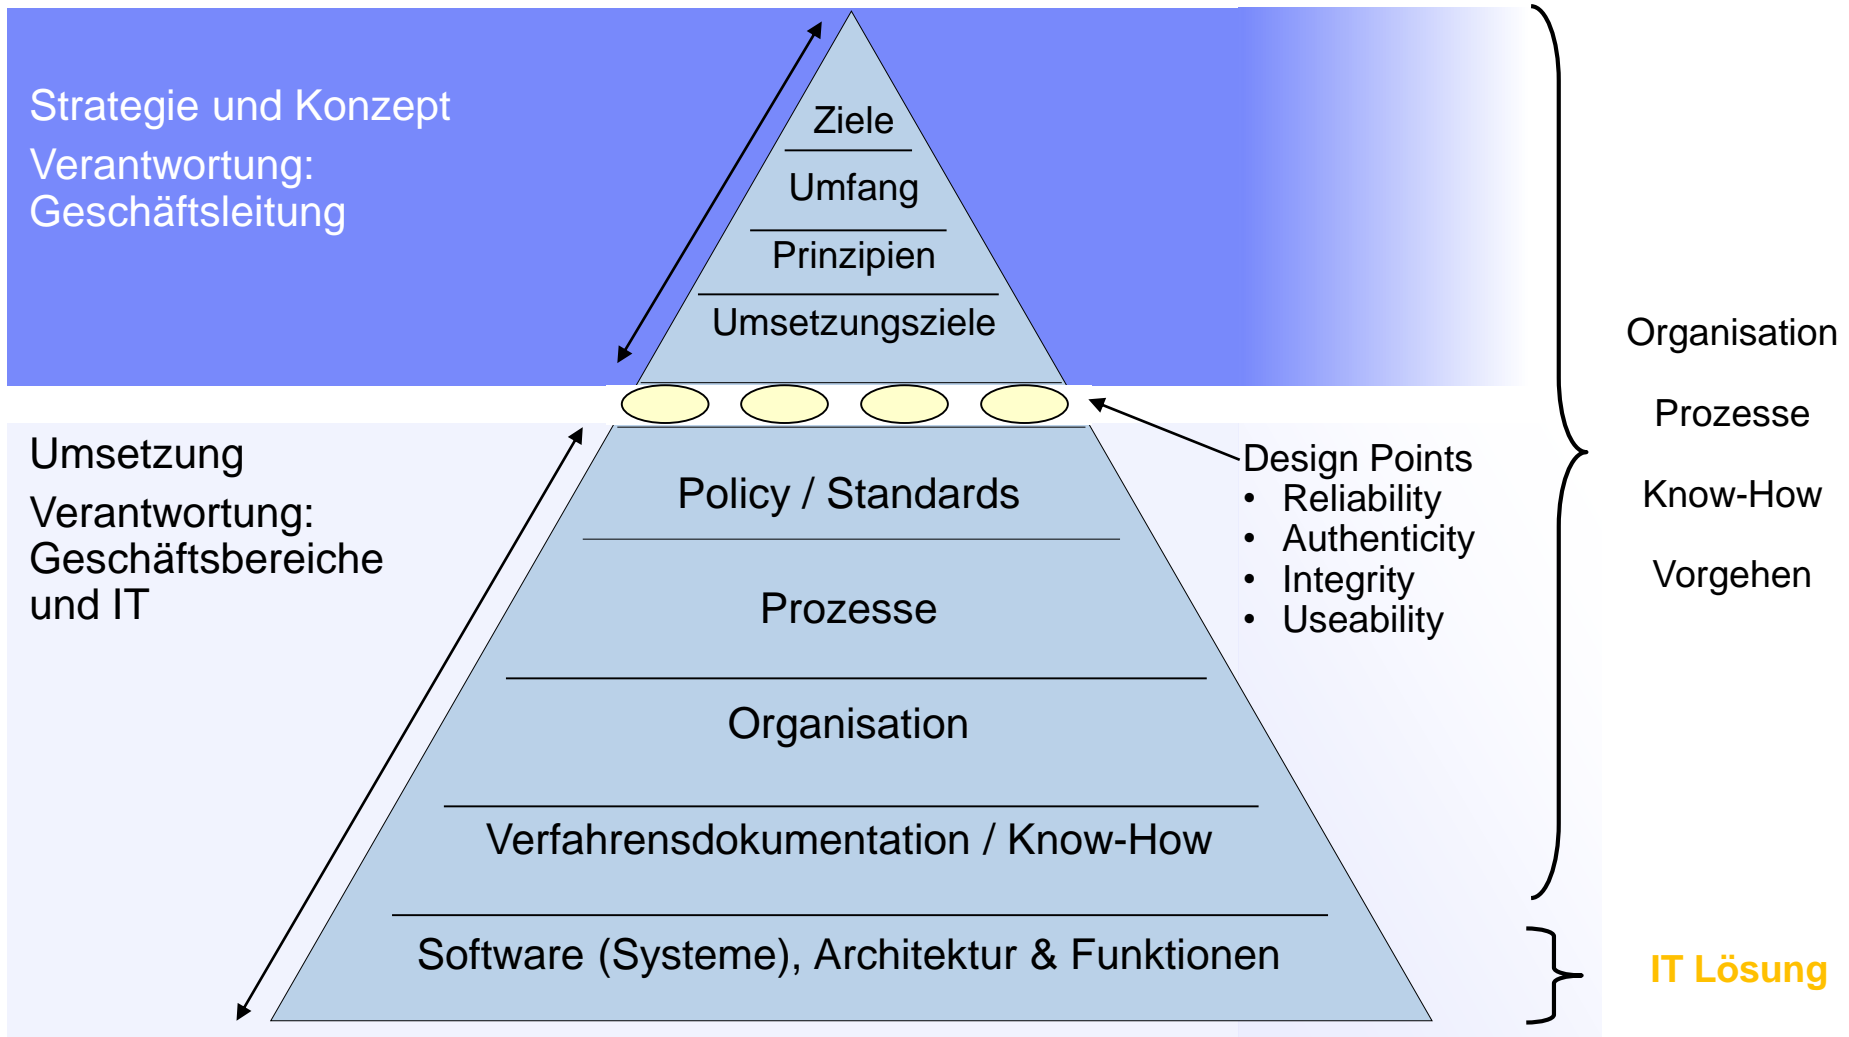 Strategie und Konzept
Verantwortung:
Geschäftsleitung
Ziele
Umfang
Prinzipien
Umsetzungsziele
Umsetzung
Verantwortung:
Geschäftsbereiche
und IT
Policy / Standards
Prozesse
Organisation
Verfahrensdokumentation / Know-How
Software (Systeme), Architektur & Funktionen
Design Points
• Reliability
• Authenticity
• Integrity
• Useability
Organisation
Prozesse
Know-How
Vorgehen
IT Lösung